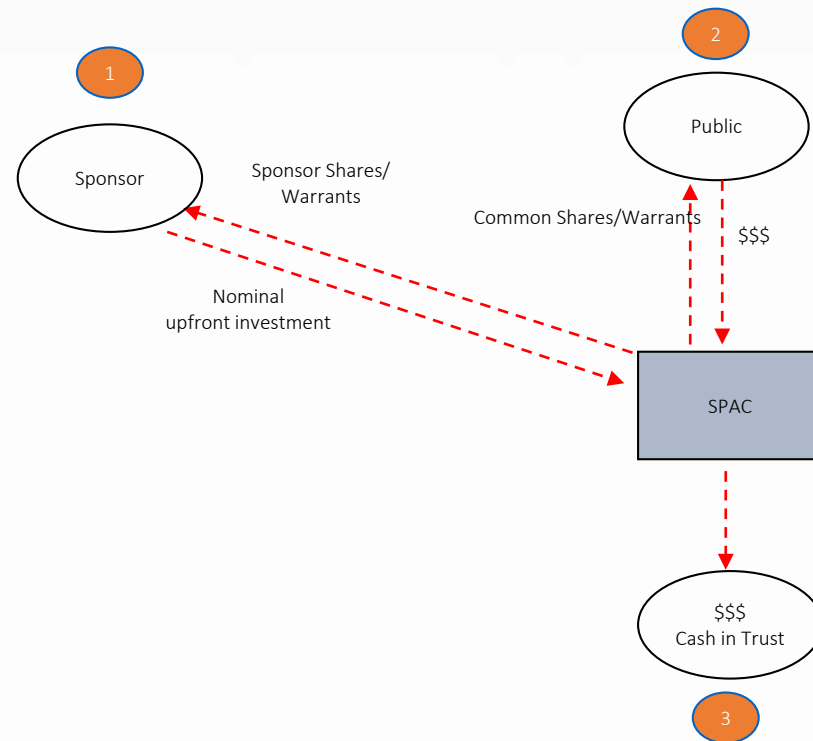 1
2
Sponsor
Public
Sponsor Shares/
Warrants
Common Shares/Warrants
$$$
Nominal
upfront investment
SPAC
$$$
Cash in Trust
3